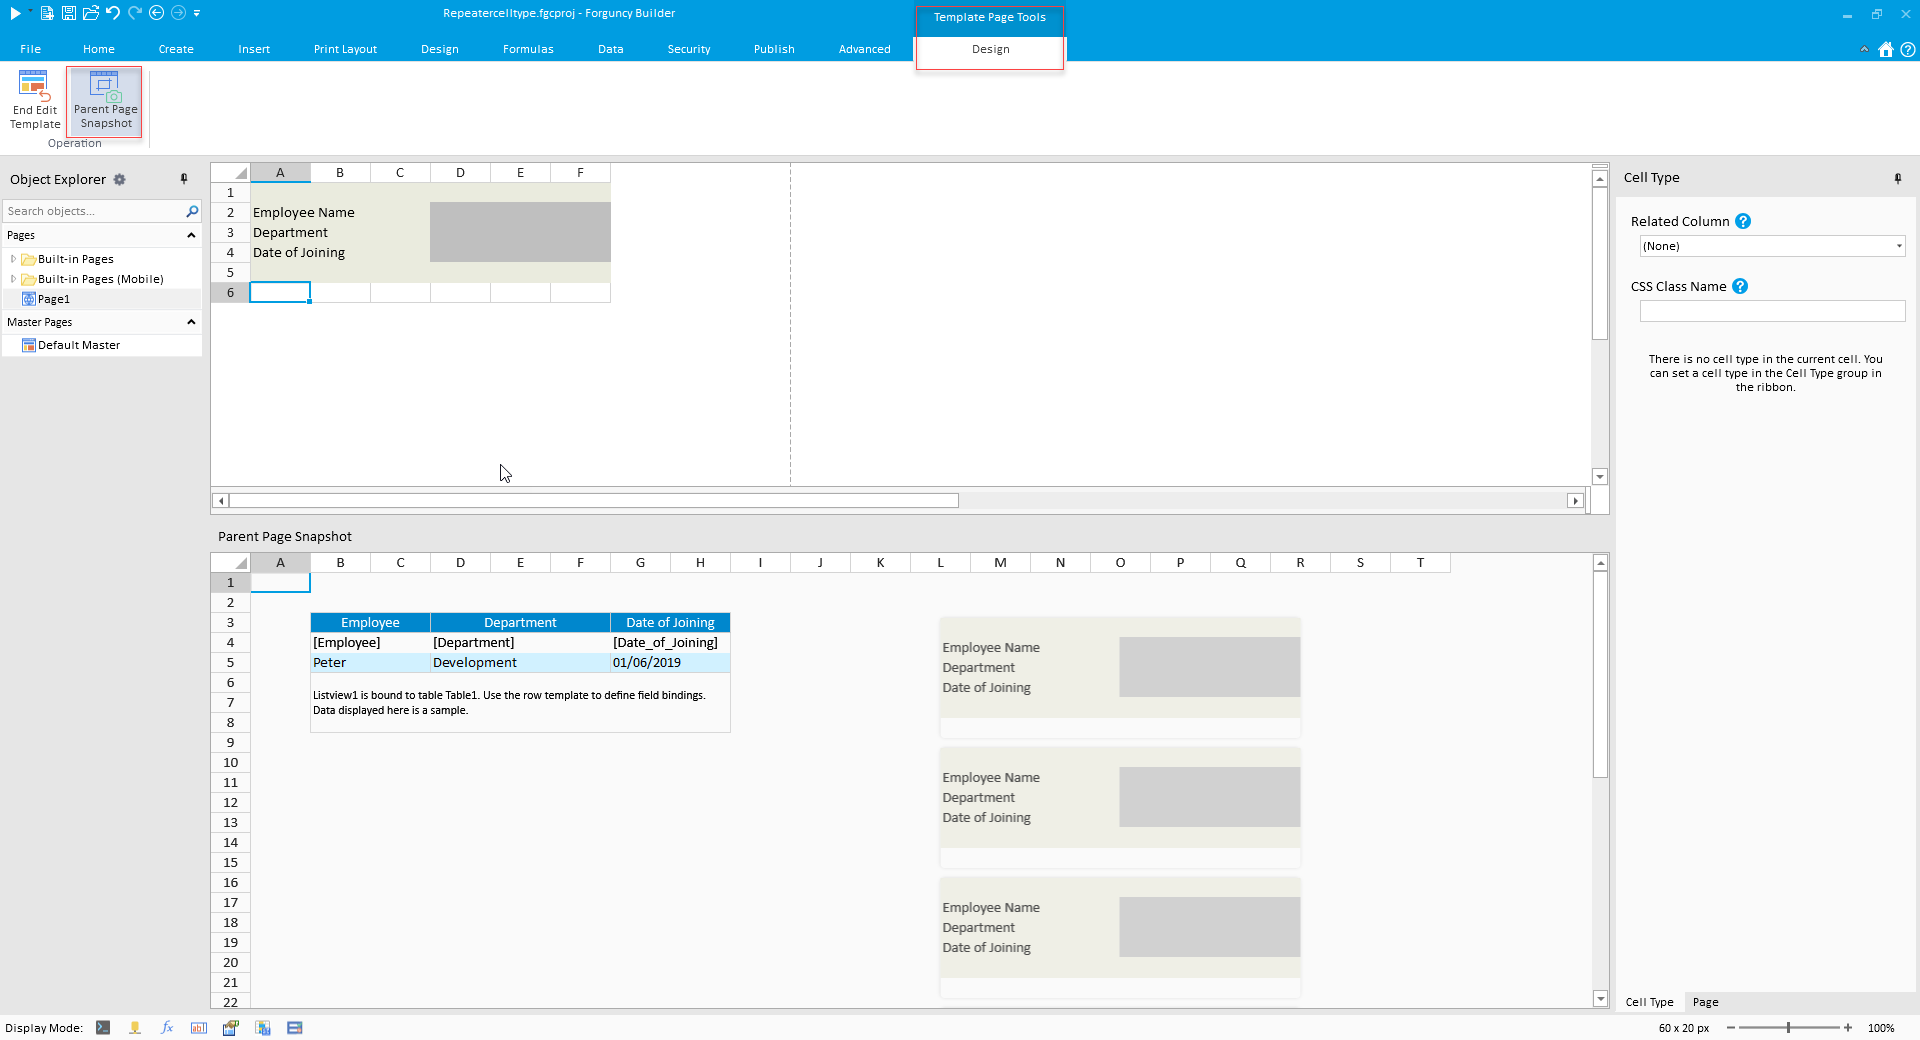 Repeatercelltype.fgcproj - Forguncy Builder
Template Page Tools
File Home Create Insert Print Layout Design Formulas Data Security Publish Advanced Design
End Edit Template
Parent Page Snapshot
Operation
Object Explorer
Search objects...
Pages
Built-in Pages
Built-in Pages (Mobile)
Page1
Master Pages
Default Master
A B C D E F
1
2 Employee Name
3 Department
4 Date of Joining
5
6
Parent Page Snapshot
A B C D E F G H I J K L M N O P Q R S T
1
2
3 Employee Department Date of Joining
4 [Employee] [Department] [Date_of_Joining]
5 Peter Development 01/06/2019
6
7
8
Listview1 is bound to table Table1. Use the row template to define field bindings.
Data displayed here is a sample.
9
10
11
12
13
14
15
16
17
18
19
20
21
22
Employee Name
Department
Date of Joining
Employee Name
Department
Date of Joining
Employee Name
Department
Date of Joining
Cell Type
Related Column ?
(None)
CSS Class Name ?
There is no cell type in the current cell. You
can set a cell type in the Cell Type group in
the ribbon.
Cell Type Page
Display Mode: fx ab|
60 x 20 px 100%